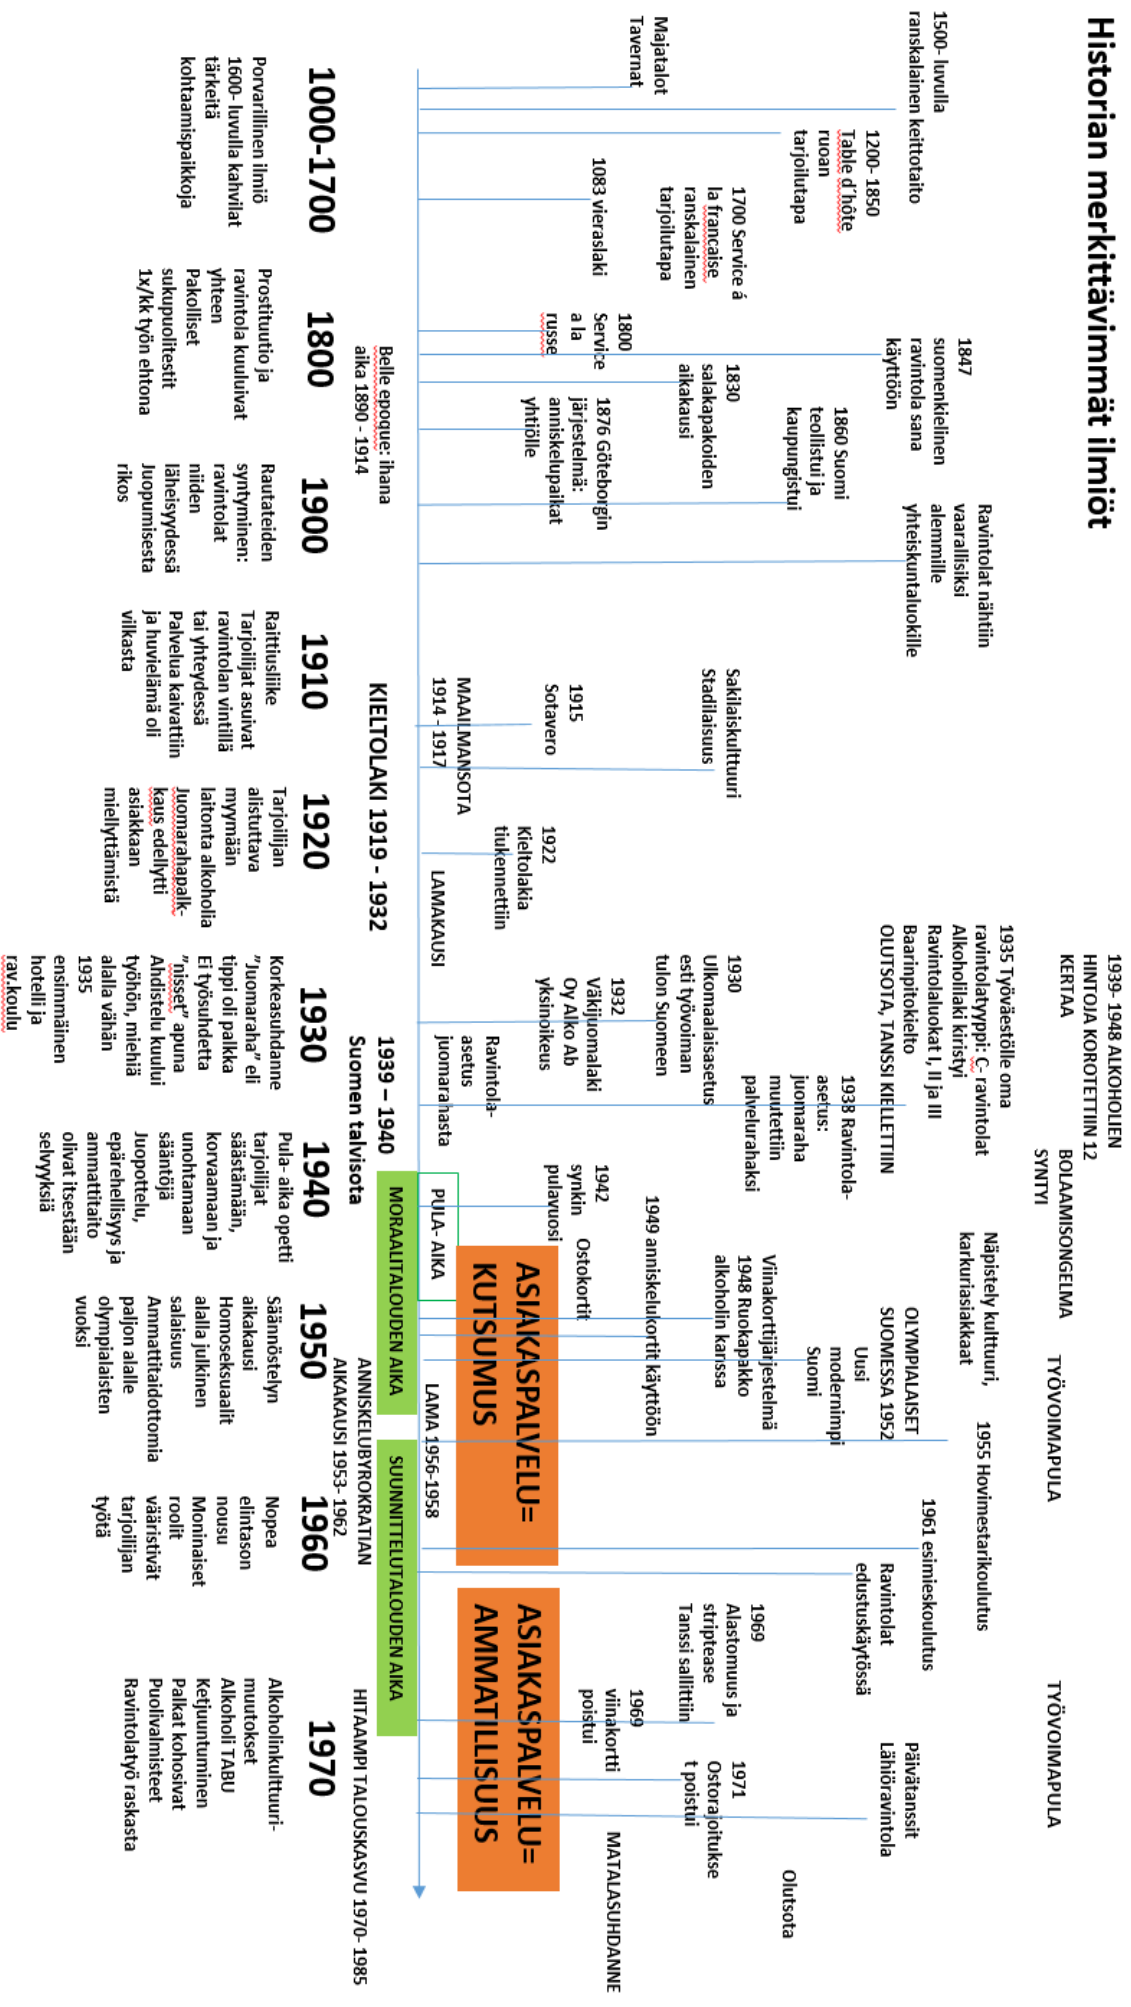 Historian merkittävimmät ilmiöt
1500- luvulla
ranskalainen keittotaito
1200- 1850
Table d´hôte
ruoan
tarjoilutapa
Majatalot
Tavernat
1700 Service á
la francaise
ranskalainen
tarjoilutapa
1083 vieraslaki
1847
suomenkielinen
ravintola sana
käyttöön
1860 Suomi
teollistui ja
kaupungistui
1830
salakapakoiden
aikakausi
1800
Service
a la
russe
1876 Göteborgin
järjestelmä:
anniskelupaikat
yhtiölle
Ravintolat nähtiin
vaarallisiksi
alemmille
yhteiskuntaluokille
Sakilaiskulttuuri
Stadilaisuus
1915
Sotavero
MAAILMANSOTA
1914 - 1917
1922
Kieltolakia
tiukennettiin
LAMAKAUSI
1939- 1948 ALKOHOLIEN
HINTOJA KOROTETTIIN 12
KERTAA
1935 Työväestölle oma
ravintolatyyppi: C- ravintolat
Alkoholilaki kiristyi
Ravintolaluokat I, II ja III
Baarinpitokielto
OLUTSOTA, TANSSI KIELLETTIIN
1938 Ravintola-
asetus:
juomaraha
muutettiin
palvelurahaksi
1930
Ulkomaalaisasetus
esti työvoiman
tulon Suomeen
1932
Väkijuomalaki
Oy Alko Ab
yksinoikeus
Ravintola-
asetus
juomarahasta
BOLAAMISONGELMA
SYNTYI
Näpistely kulttuuri,
karkuriasiakkaat
OLYMPIALAISET
SUOMESSA 1952
Uusi
modernimpi
Suomi
Viinakorttijärjestelmä
1948 Ruokapakko
alkoholin kanssa
1949 anniskelukortit käyttöön
1942
synkin
pulavuosi
Ostokortit
PULA- AIKA
ASIAKASPALVELU=
KUTSUMUS
LAMA 1956-1958
TYÖVOIMAPULA
1955 Hovimestarikoulutus
1961 esimieskoulutus
Ravintolat
edustuskäytössä
1969
Alastomuus ja
striptease
Tanssi sallittiin
1969
viinakortti
poistui
ASIAKASPALVELU=
AMMATILLISUUS
TYÖVOIMAPULA
Päivätanssit
Lähiöravintola
1971
Ostorajoitukse
t poistui
Olutsota
MATALASUHDANNE
Belle epoque: ihana
aika 1890 - 1914
KIELTOLAKI 1919 - 1932
1939 – 1940
Suomen talvisota
MORAALITALOUDEN AIKA
SUUNNITTELUTALOUDEN AIKA
ANNISKELUBYROKRATIAN
AIKAKAUSI 1953- 1962
HITAAMPI TALOUSKASVU 1970- 1985
1000-1700
Porvarillinen ilmiö
1600- luvulla kahvilat
tärkeitä
kohtaamispaikkoja
1800
Prostituutio ja
ravintola kuuluivat
yhteen
Pakolliset
sukupuolitestit
1x/kk työn ehtona
1900
Rautateiden
syntyminen:
ravintolat
niiden
läheisyydessä
Juopumisesta
rikos
1910
Raittiusliike
Tarjoilijat asuivat
ravintolan vintillä
tai yhteydessä
Palvelua kaivattiin
ja huvielämä oli
vilkasta
1920
Tarjoilijan
alistuttava
myymään
laitonta alkoholia
Juomarahapalk-
kaus edellytti
asiakkaan
miellyttämistä
1930
Korkeasuhdanne
”Juomaraha” eli
tippi oli palkka
Ei työsuhdetta
”nisset” apuna
Ahdistelu kuului
työhön, miehiä
alalla vähän
1935
ensimmäinen
hotelli ja
rav.koulu
1940
Pula- aika opetti
tarjoilijat
säästämään,
korvaamaan ja
unohtamaan
sääntöjä
Juopottelu,
epärehellisyys ja
ammattitaito
olivat itsestään
selvyyksiä
1950
Säännöstelyn
aikakausi
Homoseksuaalit
alalla julkinen
salaisuus
Ammattitaidottomia
paljon alalle
olympialaisten
vuoksi
1960
Nopea
elintason
nousu
Moninaiset
roolit
vääristivät
tarjoilijan
työtä
1970
Alkoholinkulttuuri-
muutokset
Alkoholi TABU
Ketjuuntuminen
Palkat kohosivat
Puolivalmisteet
Ravintolatyö raskasta